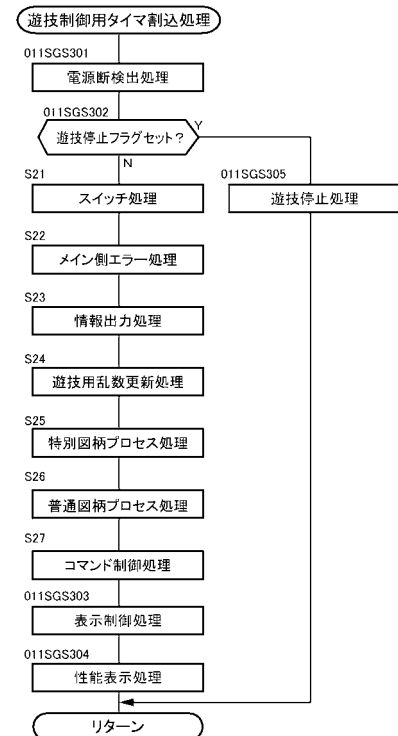 遊技制御用タイマ割込処理
011SGS301
電源断検出処理
011SGS302
遊技停止フラグセット?
Y
N
S21
スイッチ処理
011SGS305
遊技停止処理
S22
メイン側エラー処理
S23
情報出力処理
S24
遊技用乱数更新処理
S25
特別図柄プロセス処理
S26
普通図柄プロセス処理
S27
コマンド制御処理
011SGS303
表示制御処理
011SGS304
性能表示処理
リターン